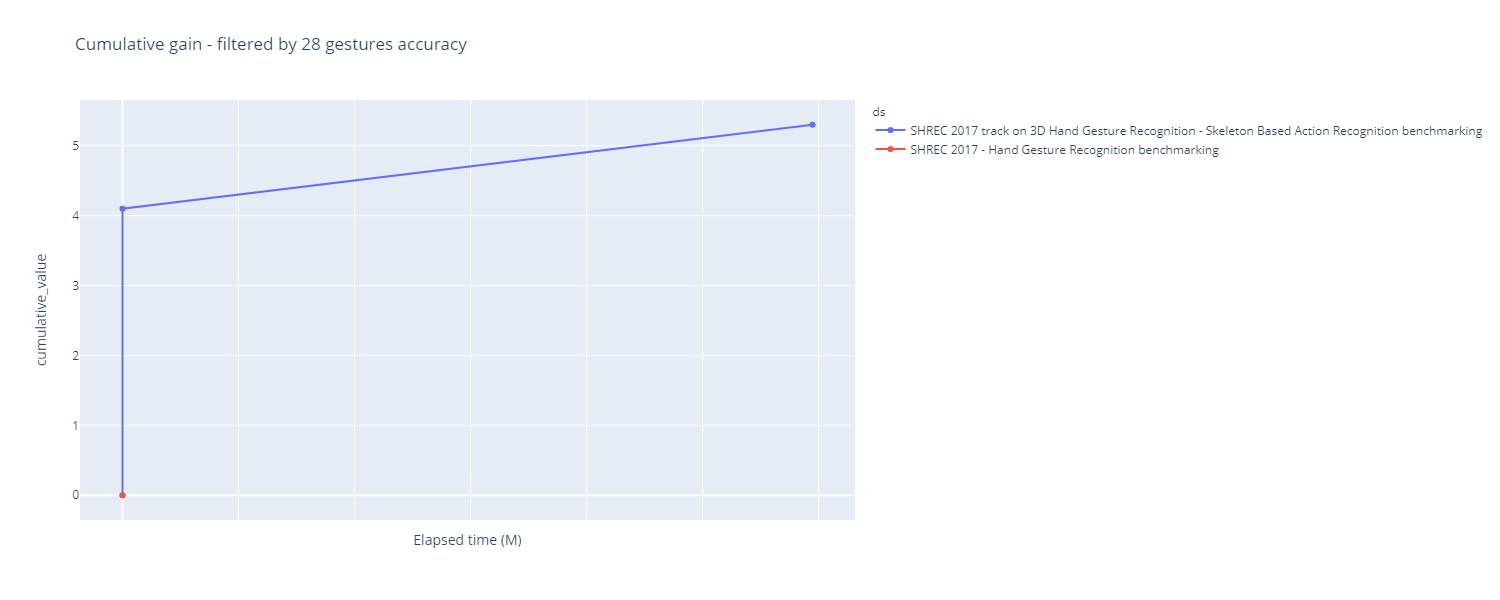 Cumulative gain - filtered by 28 gestures accuracy
ds
SHREC 2017 track on 3D Hand Gesture Recognition - Skeleton Based Action Recognition benchmarking
SHREC 2017 - Hand Gesture Recognition benchmarking
cumulative_value
5
4
3
2
1
0
Elapsed time (M)